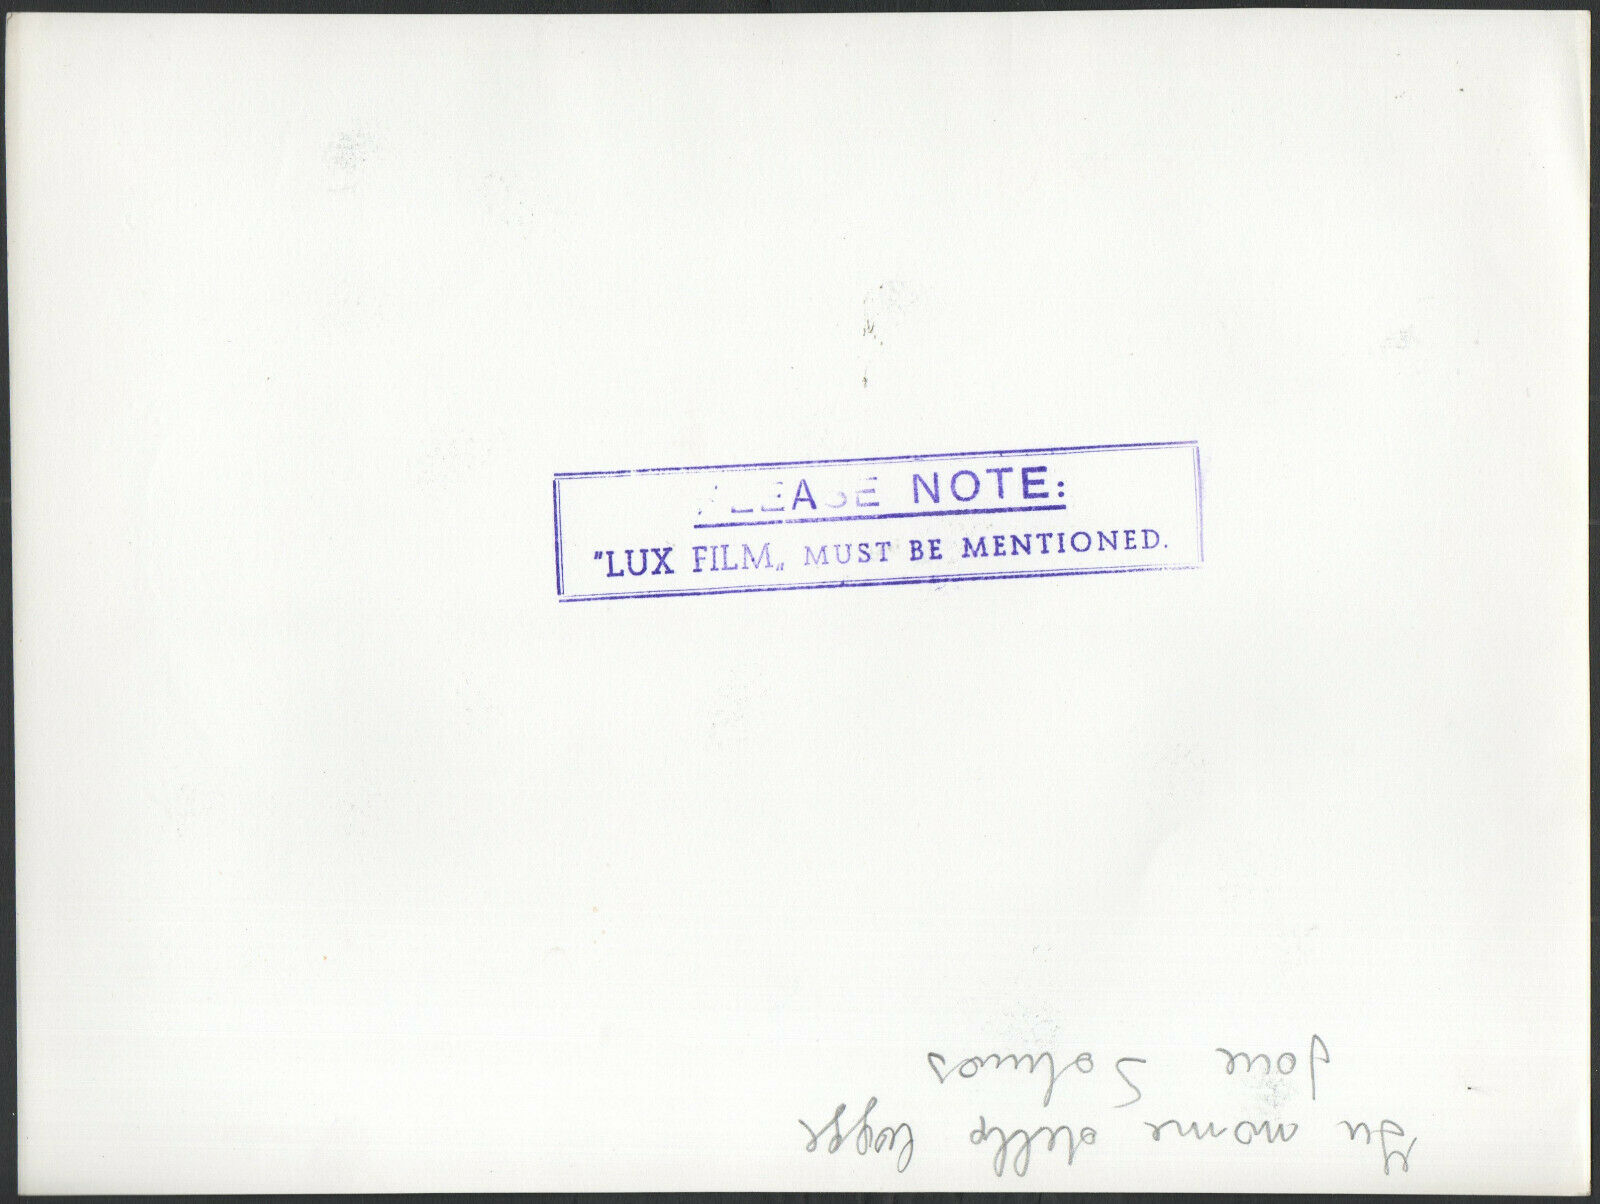 PLEASE NOTE:
"LUX FILM„ MUST BE MENTIONED.
In nome della legge
Jone Salinas